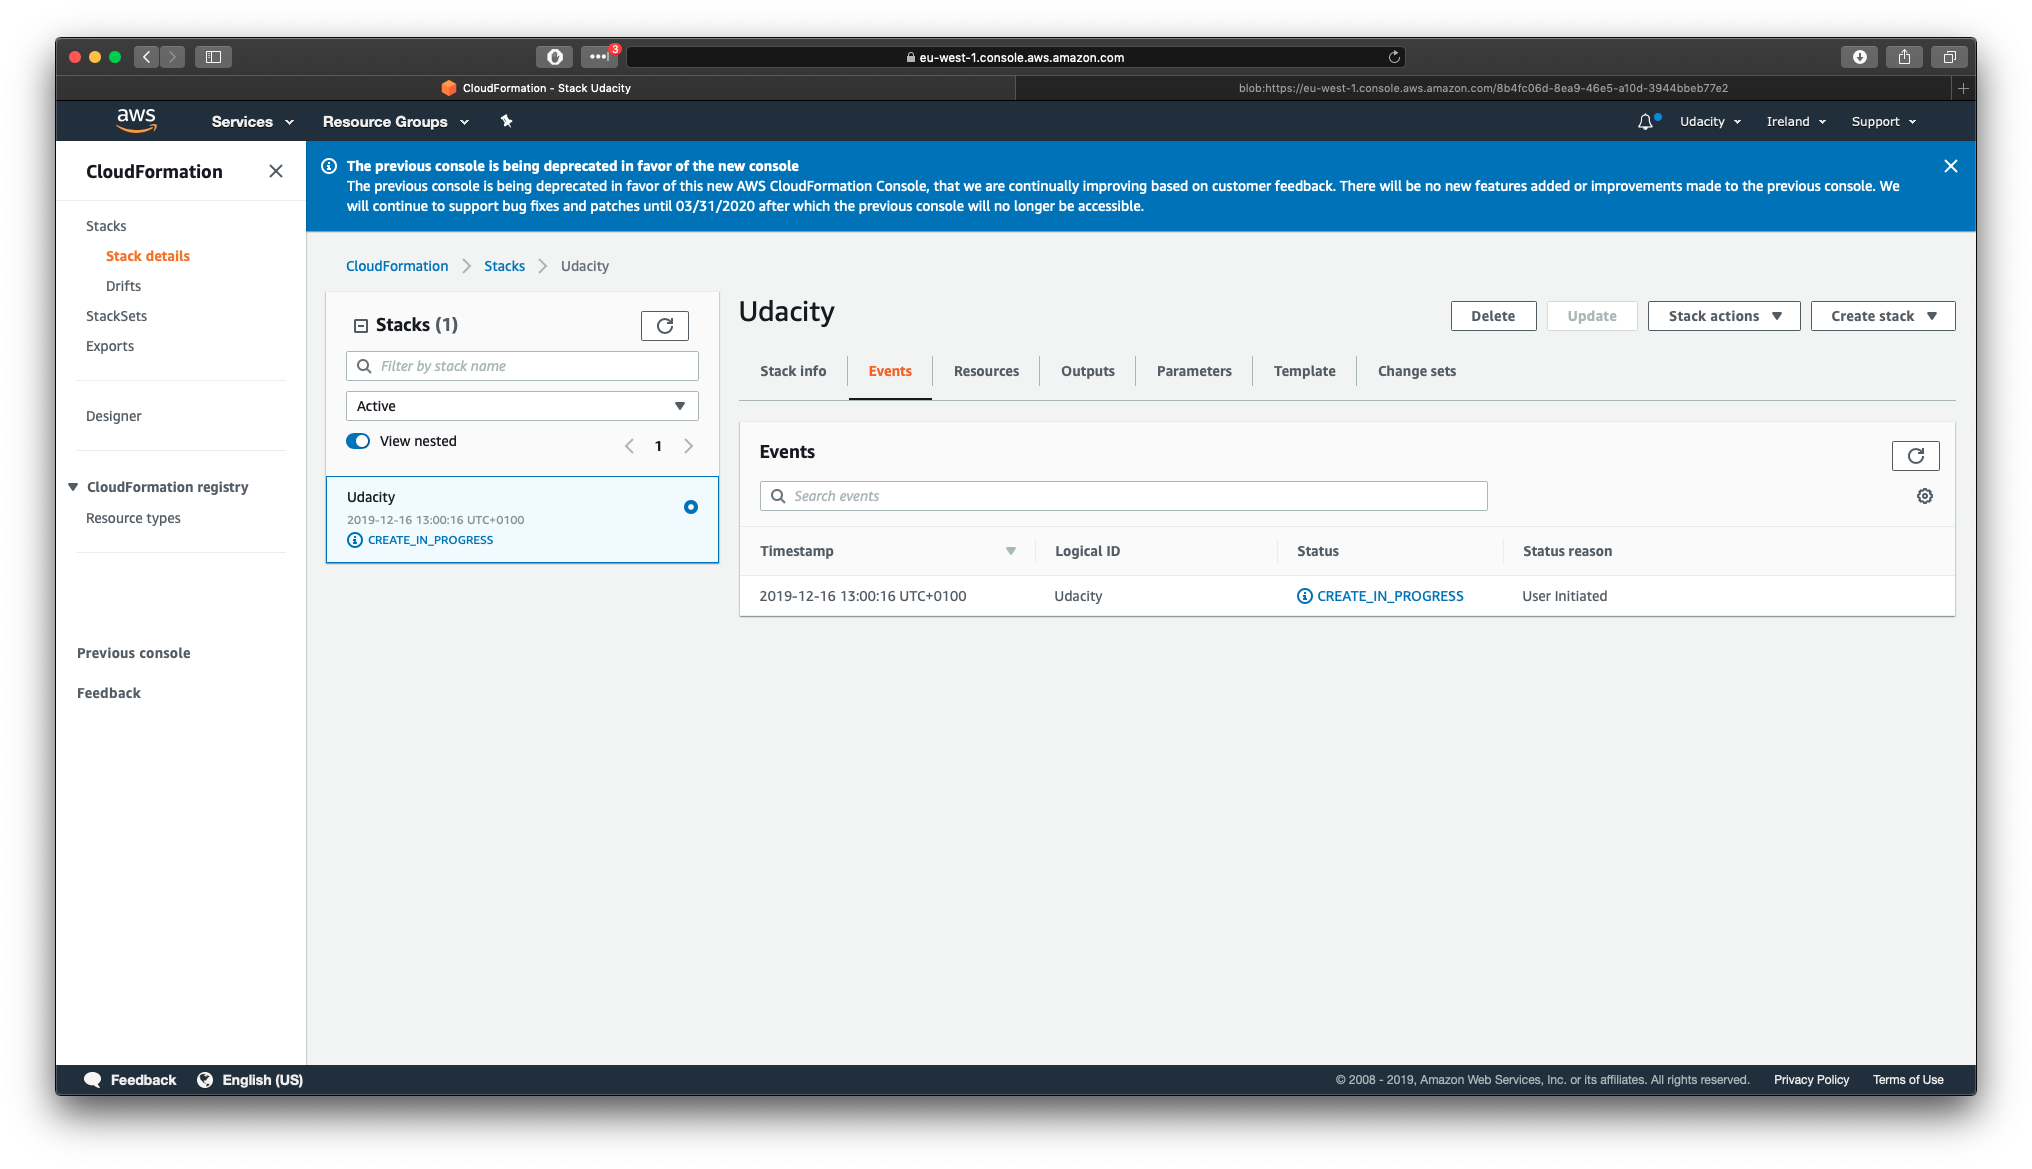 3
eu-west-1.console.aws.amazon.com
CloudFormation - Stack Udacity
blob:https://eu-west-1.console.aws.amazon.com/8b4fc06d-8ea9-46e5-a10d-3944bbeb77e2
aws
Services
Resource Groups
Udacity
Ireland
Support
CloudFormation
Stacks
Stack details
Drifts
StackSets
Exports
Designer
CloudFormation registry
Resource types
Previous console
Feedback
The previous console is being deprecated in favor of the new console
The previous console is being deprecated in favor of this new AWS CloudFormation Console, that we are continually improving based on customer feedback. There will be no new features added or improvements made to the previous console. We
will continue to support bug fixes and patches until 03/31/2020 after which the previous console will no longer be accessible.
CloudFormation
Stacks
Udacity
Stacks (1)
Filter by stack name
Active
View nested
1
Udacity
2019-12-16 13:00:16 UTC+0100
CREATE_IN_PROGRESS
Udacity
Delete
Update
Stack actions
Create stack
Stack info
Events
Resources
Outputs
Parameters
Template
Change sets
Events
Search events
Timestamp
Logical ID
Status
Status reason
2019-12-16 13:00:16 UTC+0100
Udacity
CREATE_IN_PROGRESS
User Initiated
Feedback
English (US)
© 2008 - 2019, Amazon Web Services, Inc. or its affiliates. All rights reserved.
Privacy Policy
Terms of Use